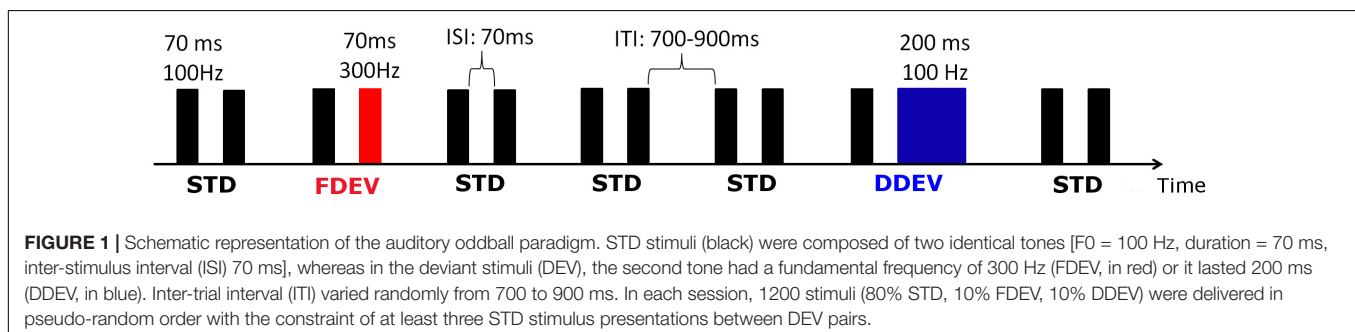 70 ms 70ms ISI: 70ms ITI: 700-900ms 200 ms
100Hz 300Hz 100 Hz
STD FDEV STD STD STD DDEV STD Time
FIGURE 1 | Schematic representation of the auditory oddball paradigm. STD stimuli (black) were composed of two identical tones [F0 = 100 Hz, duration = 70 ms,
inter-stimulus interval (ISI) 70 ms], whereas in the deviant stimuli (DEV), the second tone had a fundamental frequency of 300 Hz (FDEV, in red) or it lasted 200 ms
(DDEV, in blue). Inter-trial interval (ITI) varied randomly from 700 to 900 ms. In each session, 1200 stimuli (80% STD, 10% FDEV, 10% DDEV) were delivered in
pseudo-random order with the constraint of at least three STD stimulus presentations between DEV pairs.